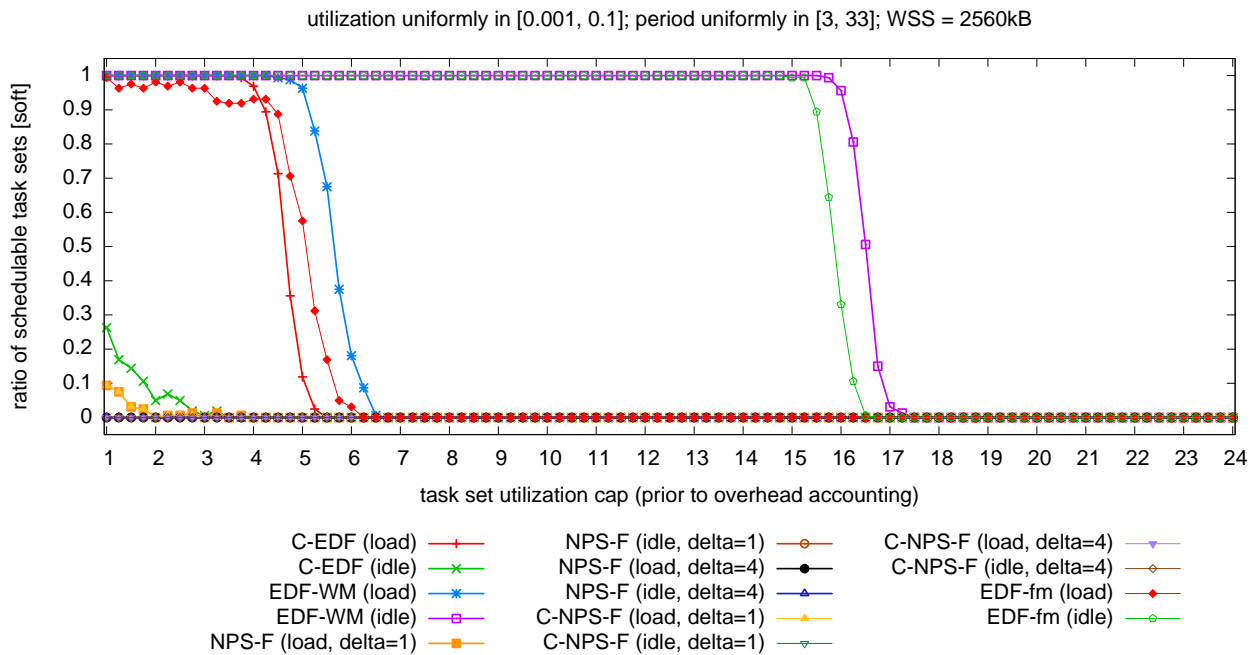 utilization uniformly in [0.001, 0.1]; period uniformly in [3, 33]; WSS = 2560kB
ratio of schedulable task sets [soft]
1
0.9
0.8
0.7
0.6
0.5
0.4
0.3
0.2
0.1
0
1 2 3 4 5 6 7 8 9 10 11 12 13 14 15 16 17 18 19 20 21 22 23 24
task set utilization cap (prior to overhead accounting)
C-EDF (load)
C-EDF (idle)
EDF-WM (load)
EDF-WM (idle)
NPS-F (load, delta=1)
NPS-F (idle, delta=1)
NPS-F (load, delta=4)
NPS-F (idle, delta=4)
C-NPS-F (load, delta=1)
C-NPS-F (idle, delta=1)
C-NPS-F (load, delta=4)
C-NPS-F (idle, delta=4)
EDF-fm (load)
EDF-fm (idle)